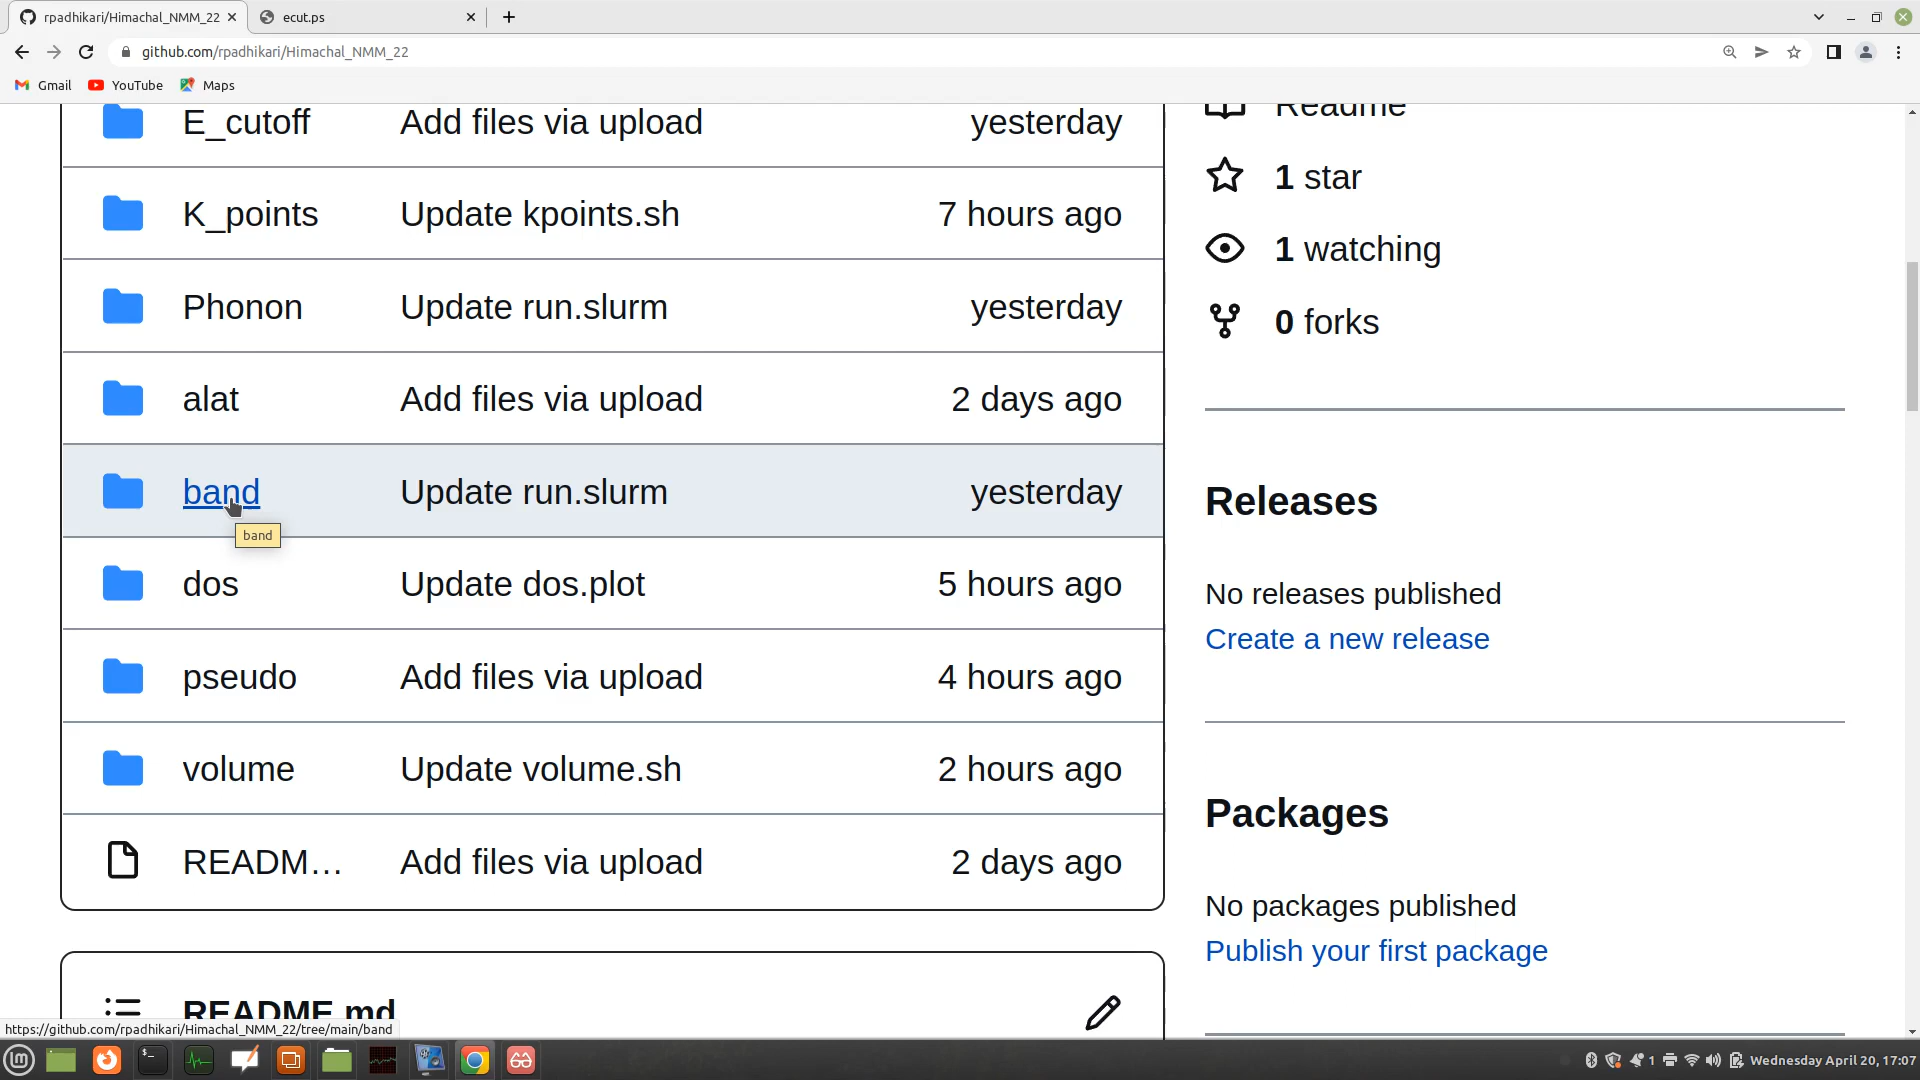 rpadhikari/Himachal_NMM_22
ecut.ps
github.com/rpadhikari/Himachal_NMM_22
Gmail YouTube Maps
E_cutoff Add files via upload yesterday
K_points Update kpoints.sh 7 hours ago
Phonon Update run.slurm yesterday
alat Add files via upload 2 days ago
band Update run.slurm yesterday
band
dos Update dos.plot 5 hours ago
pseudo Add files via upload 4 hours ago
volume Update volume.sh 2 hours ago
READM… Add files via upload 2 days ago
README.md
Readme
1 star
1 watching
0 forks
Releases
No releases published
Create a new release
Packages
No packages published
Publish your first package
https://github.com/rpadhikari/Himachal_NMM_22/tree/main/band
1 Wednesday April 20, 17:07